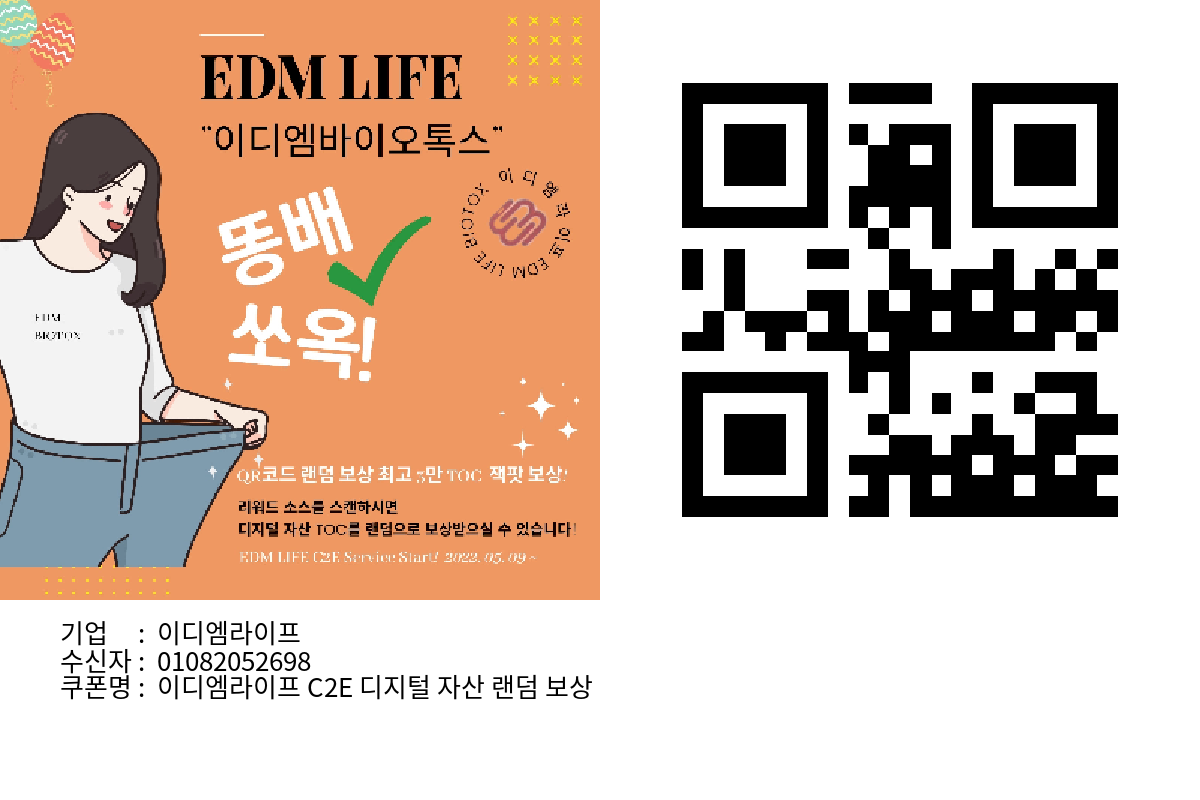 EDM LIFE
"이디엠바이오톡스"
이디엠라이프 EDM LIFE BIOTOX
똥배
쏘옥!
EDM
BIOTOX
QR코드 랜덤 보상 최고 5만 TOC 잭팟 보상!
리워드 소스를 스캔하시면
디지털 자산 TOC를 랜덤으로 보상받으실 수 있습니다!
EDM LIFE C2E Service Start! 2022. 05. 09 ~
기업 : 이디엠라이프
수신자 : 01082052698
쿠폰명 : 이디엠라이프 C2E 디지털 자산 랜덤 보상